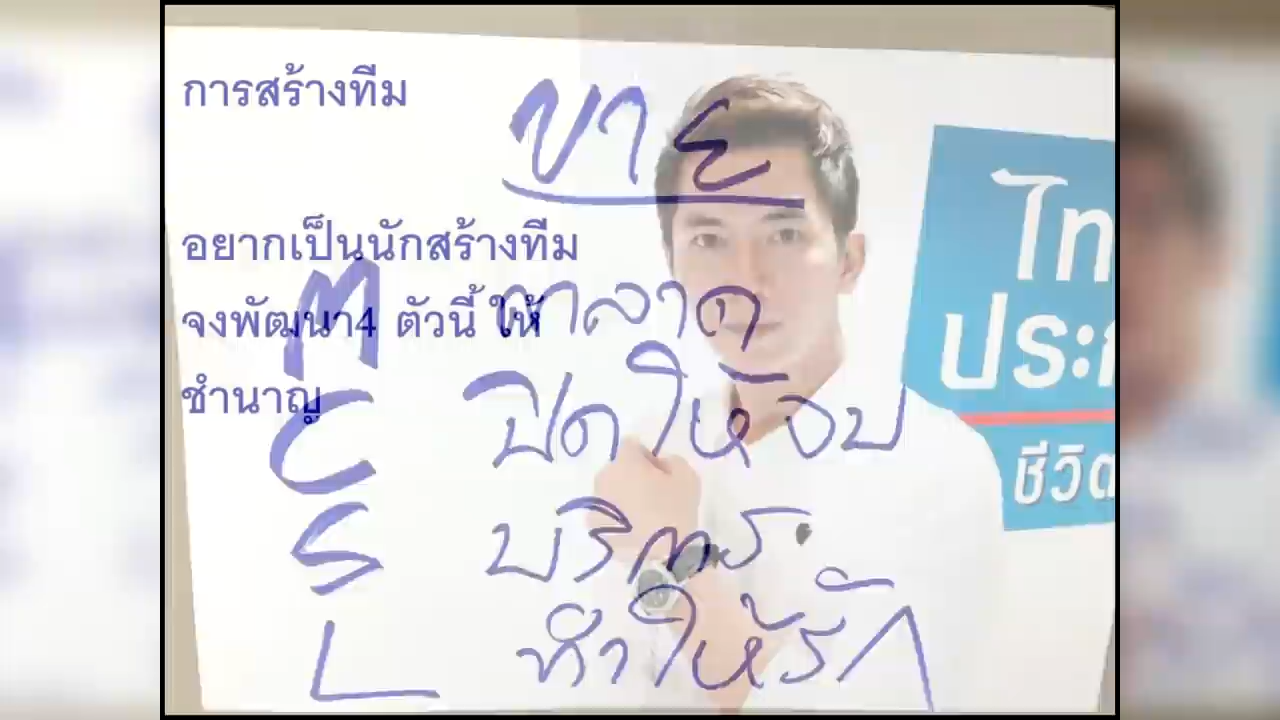 การสร้างทีม
ขาย
อยากเป็นนักสร้างทีม
จงพัฒนา4 ตัวนี้ ให้
ชำนาญ
M ตลาด
C ปิดให้จบ
S บริการ
L ทำให้รัก
ไท
ประก
ชีวิต